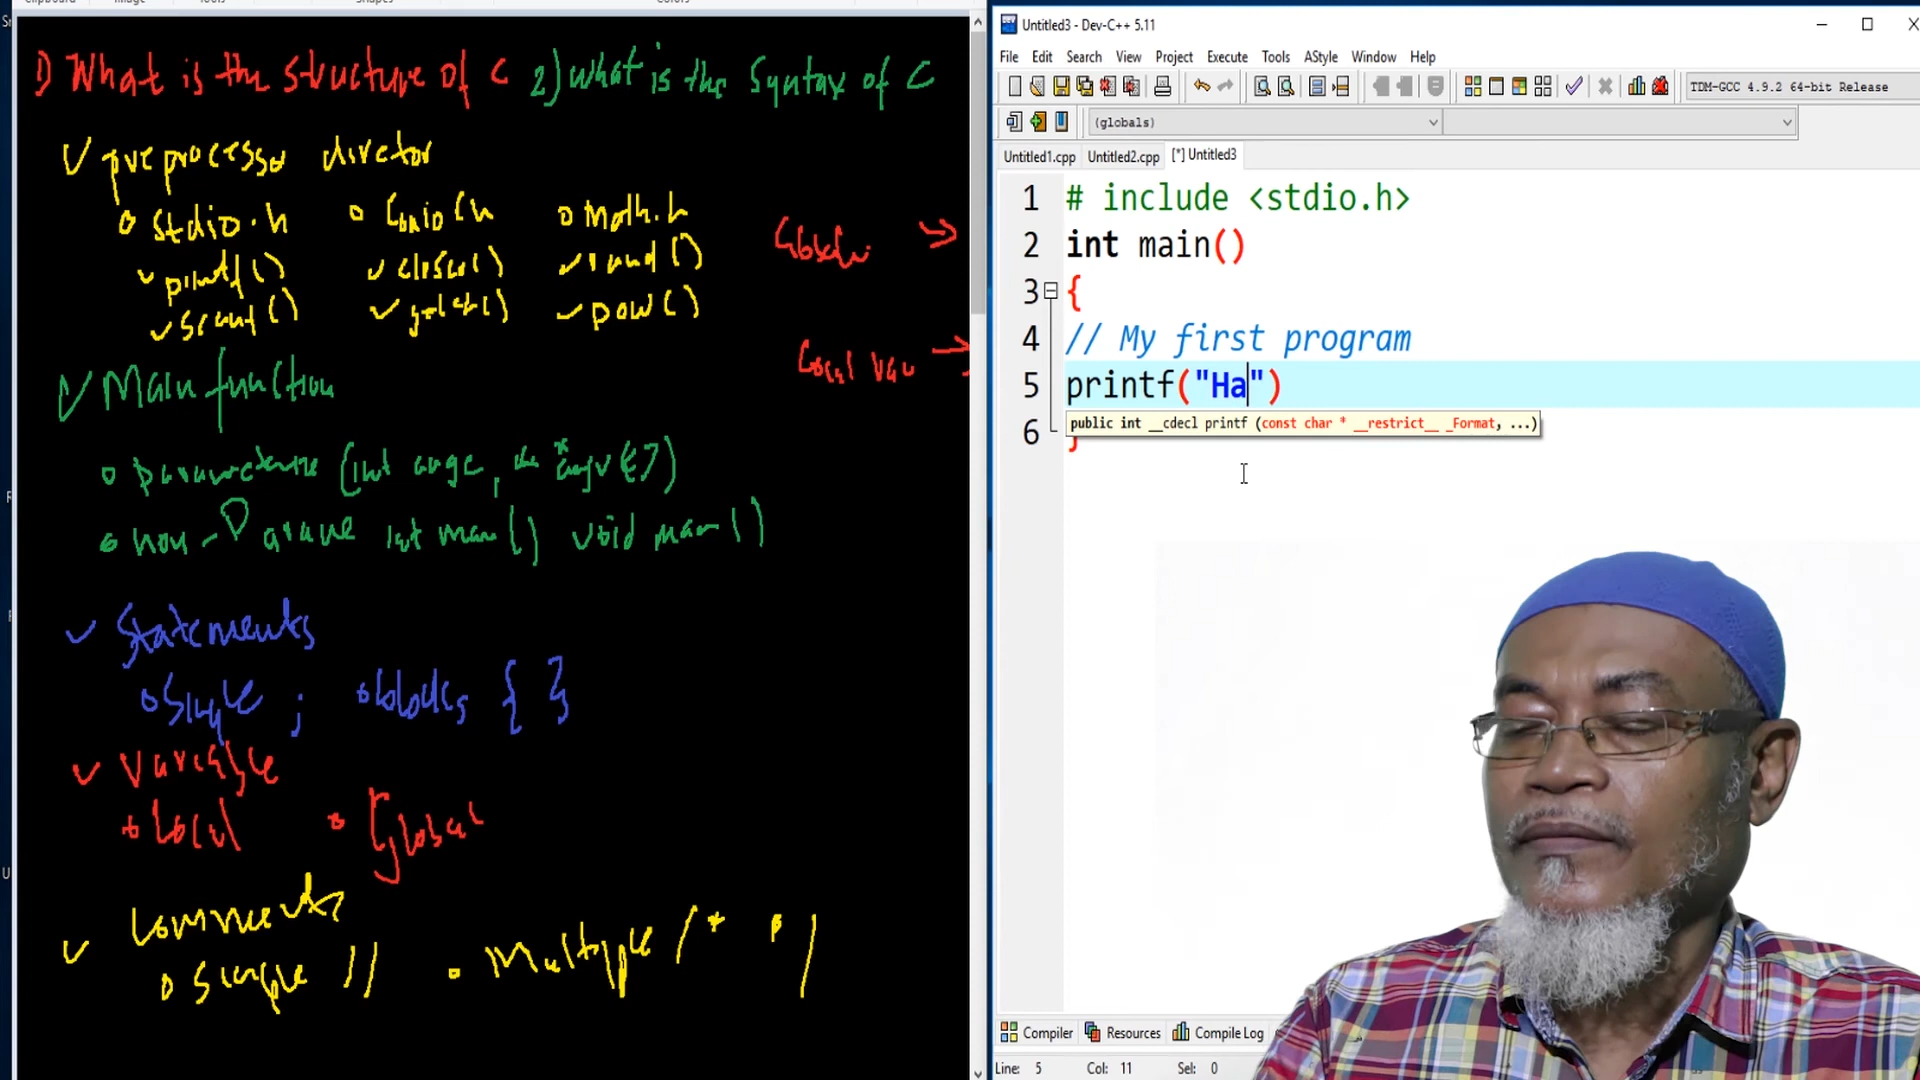 Clipboard Image Tools Shapes Colors
1) What is the structure of C 2) what is the Syntax of C
preprocessor director
stdio.h Conio.h Math.h
printf() clrscr() rand()
scanf() getch() pow()
Global
Local Var
Main function
(int argc, argv
int main() void main()
Statements
Single ; blocks { }
Variable
local Global
Comments
Single // Multiple /* */
Untitled3 - Dev-C++ 5.11
File Edit Search View Project Execute Tools AStyle Window Help
TDM-GCC 4.9.2 64-bit Release
(globals)
Untitled1.cpp Untitled2.cpp [*] Untitled3
1 # include <stdio.h>
2 int main()
3 {
4 // My first program
5 printf("Ha")
public int __cdecl printf (const char * __restrict__ _Format, ...)
6 }
Compiler Resources Compile Log
Line: 5 Col: 11 Sel: 0